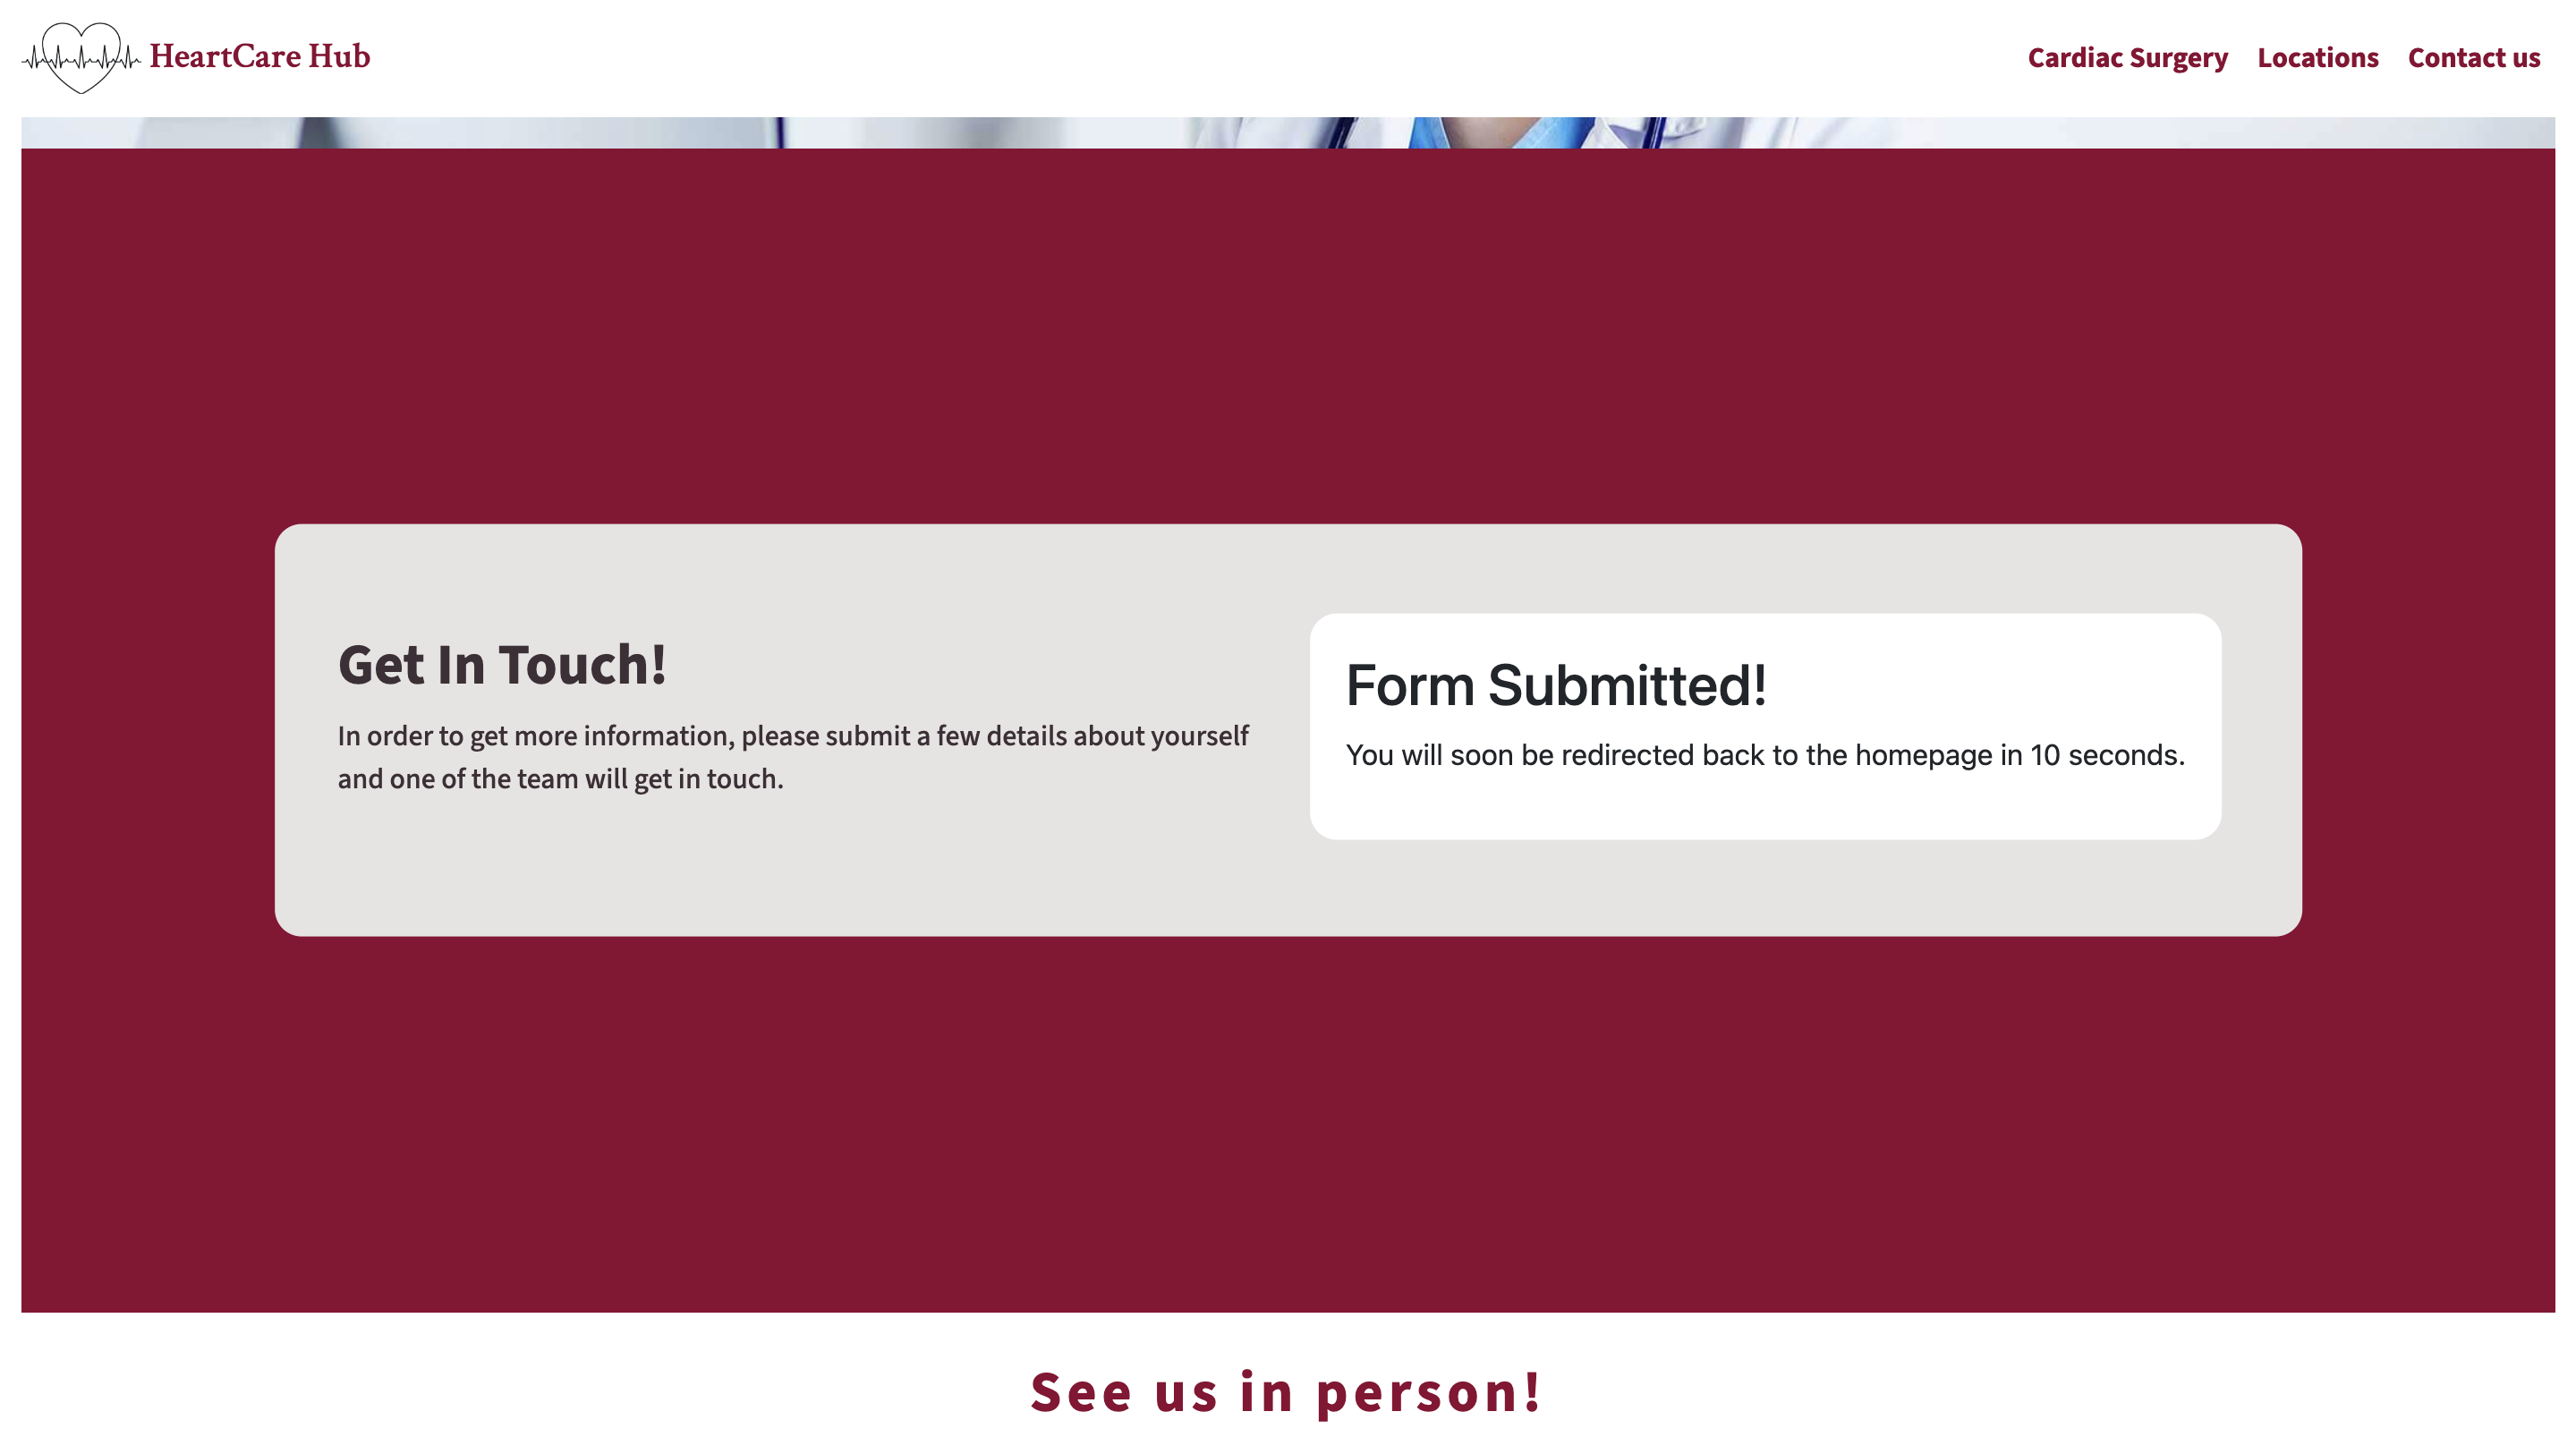 HeartCare Hub
Cardiac Surgery Locations Contact us
Get In Touch!
In order to get more information, please submit a few details about yourself
and one of the team will get in touch.
Form Submitted!
You will soon be redirected back to the homepage in 10 seconds.
See us in person!